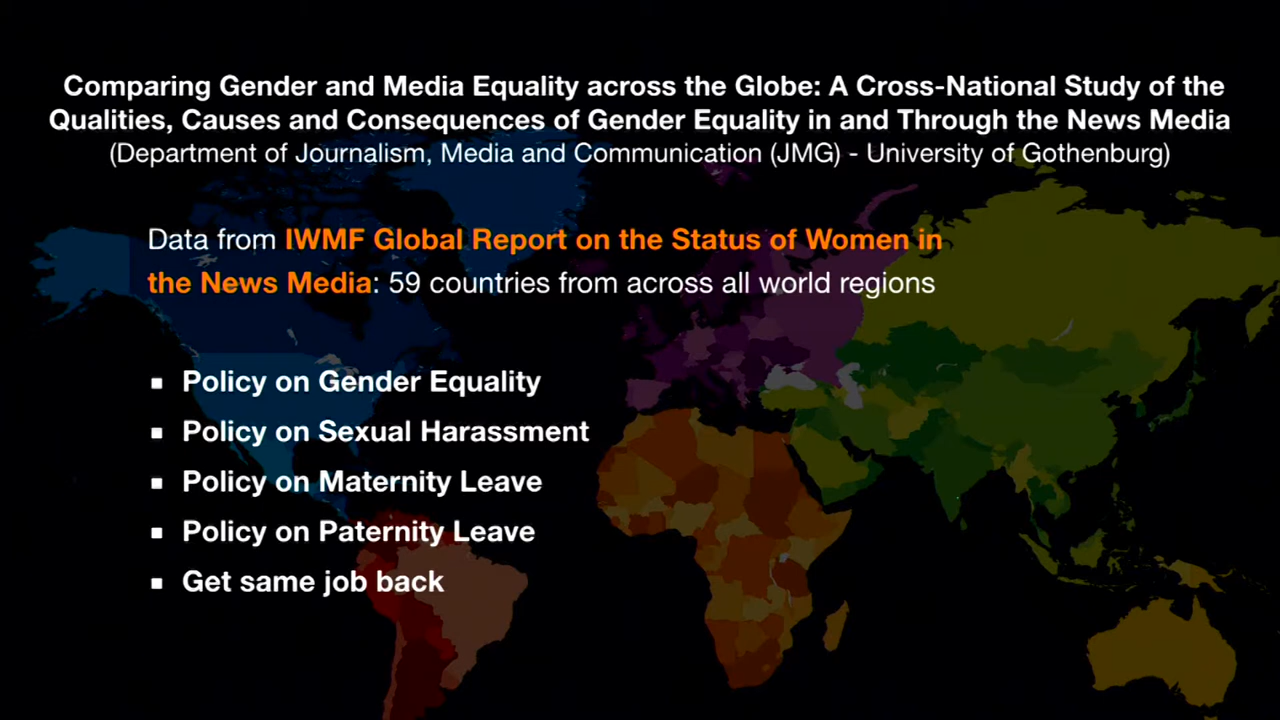 Comparing Gender and Media Equality across the Globe: A Cross-National Study of the
Qualities, Causes and Consequences of Gender Equality in and Through the News Media
(Department of Journalism, Media and Communication (JMG) - University of Gothenburg)
Data from IWMF Global Report on the Status of Women in
the News Media: 59 countries from across all world regions
▪ Policy on Gender Equality
▪ Policy on Sexual Harassment
▪ Policy on Maternity Leave
▪ Policy on Paternity Leave
▪ Get same job back